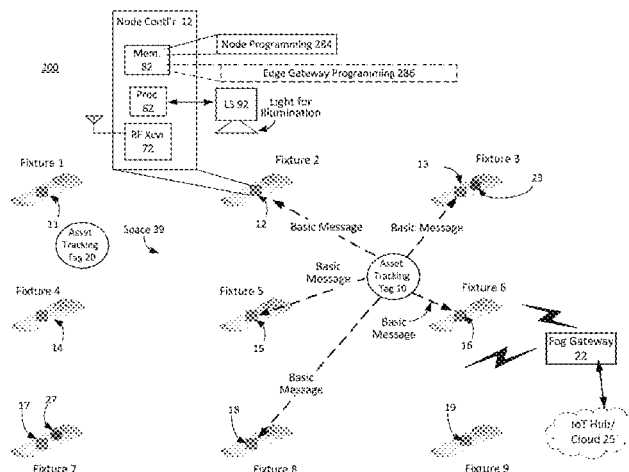 Node Contl'r 12
Mem.
82
Node Programming 284
Edge Gateway Programming 286
200
Proc
62
LS 92
Light for
Illumination
RF Xcvr
72
Fixture 1
Fixture 2
13
Fixture 3
11
12
23
Basic Message
Basic Message
Asset
Tracking
Tag 20
Space 39
Basic
Message
Asset
Tracking
Tag 10
Fixture 4
Fixture 5
Fixture 6
Basic
Message
14
15
16
Fog Gateway
22
Basic
Message
17
27
18
19
IoT Hub/
Cloud 25
Fixture 7
Fixture 8
Fixture 9